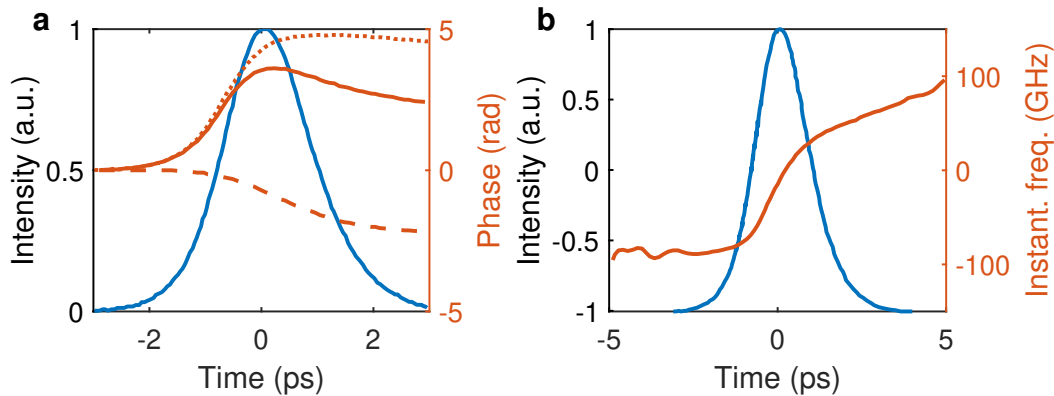 a
1
0.5
0
Intensity (a.u.)
-2
0
2
Time (ps)
5
0
-5
Phase (rad)
b
1
0.5
0
-0.5
-1
Intensity (a.u.)
-5
0
5
Time (ps)
100
0
-100
Instant. freq. (GHz)